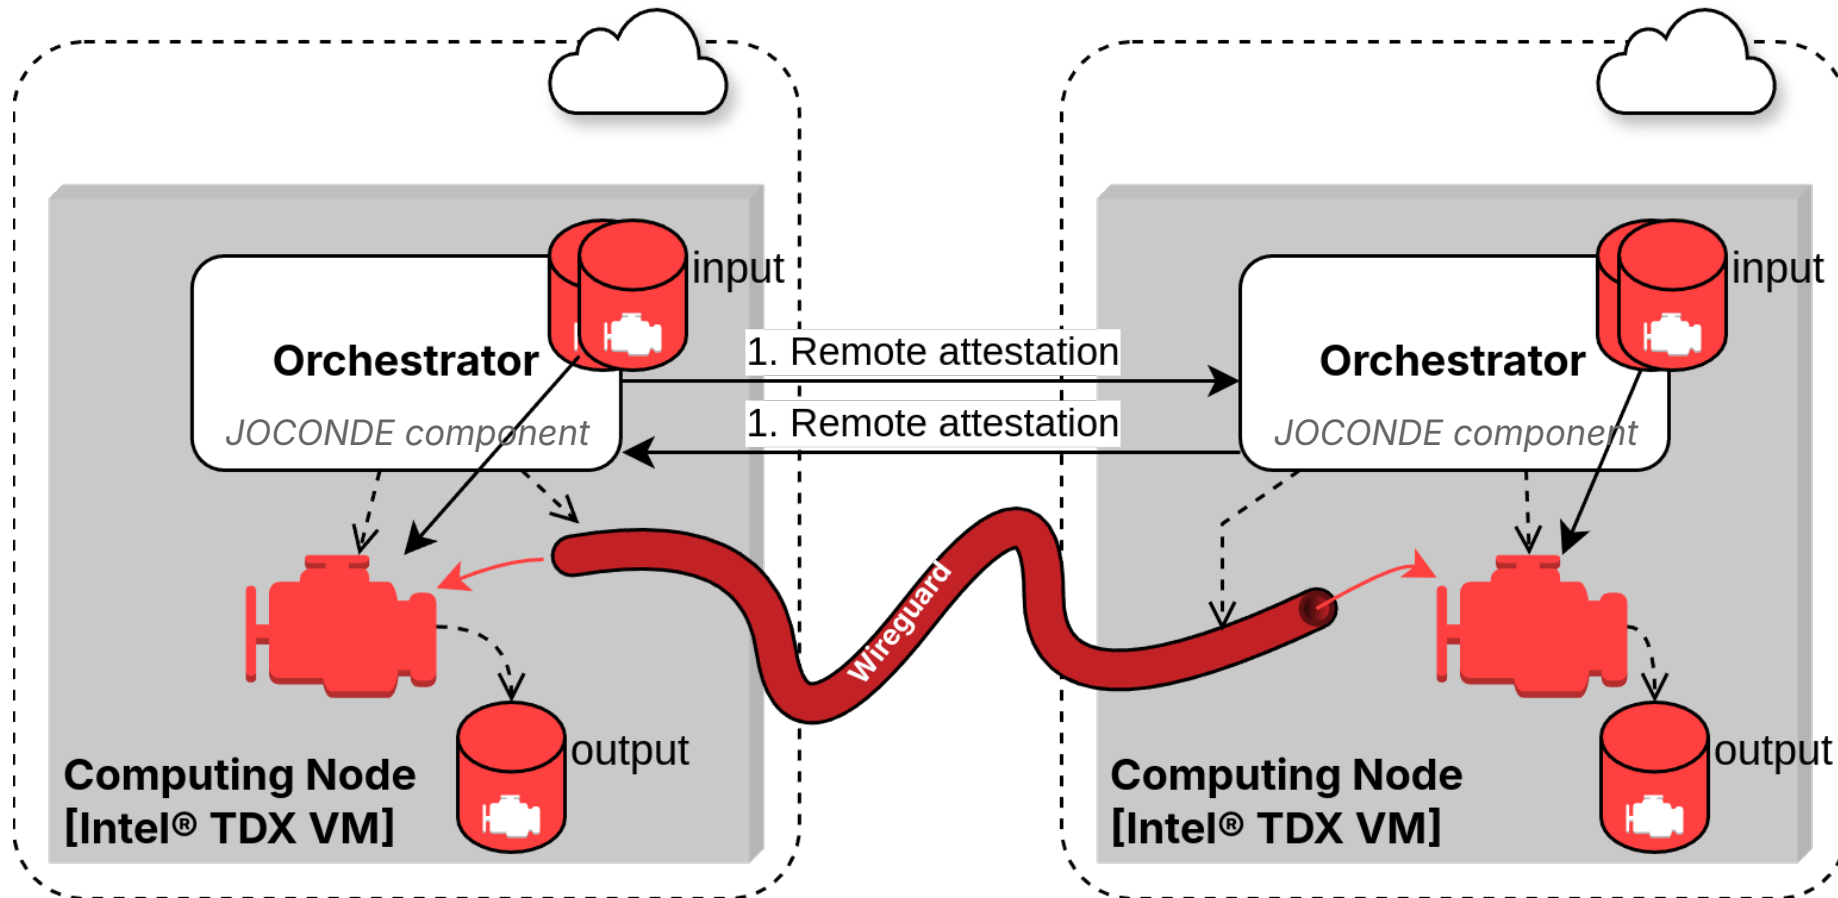 input
Orchestrator
JOCONDE component
1. Remote attestation
1. Remote attestation
input
Orchestrator
JOCONDE component
Wireguard
output
Computing Node
[Intel® TDX VM]
output
Computing Node
[Intel® TDX VM]